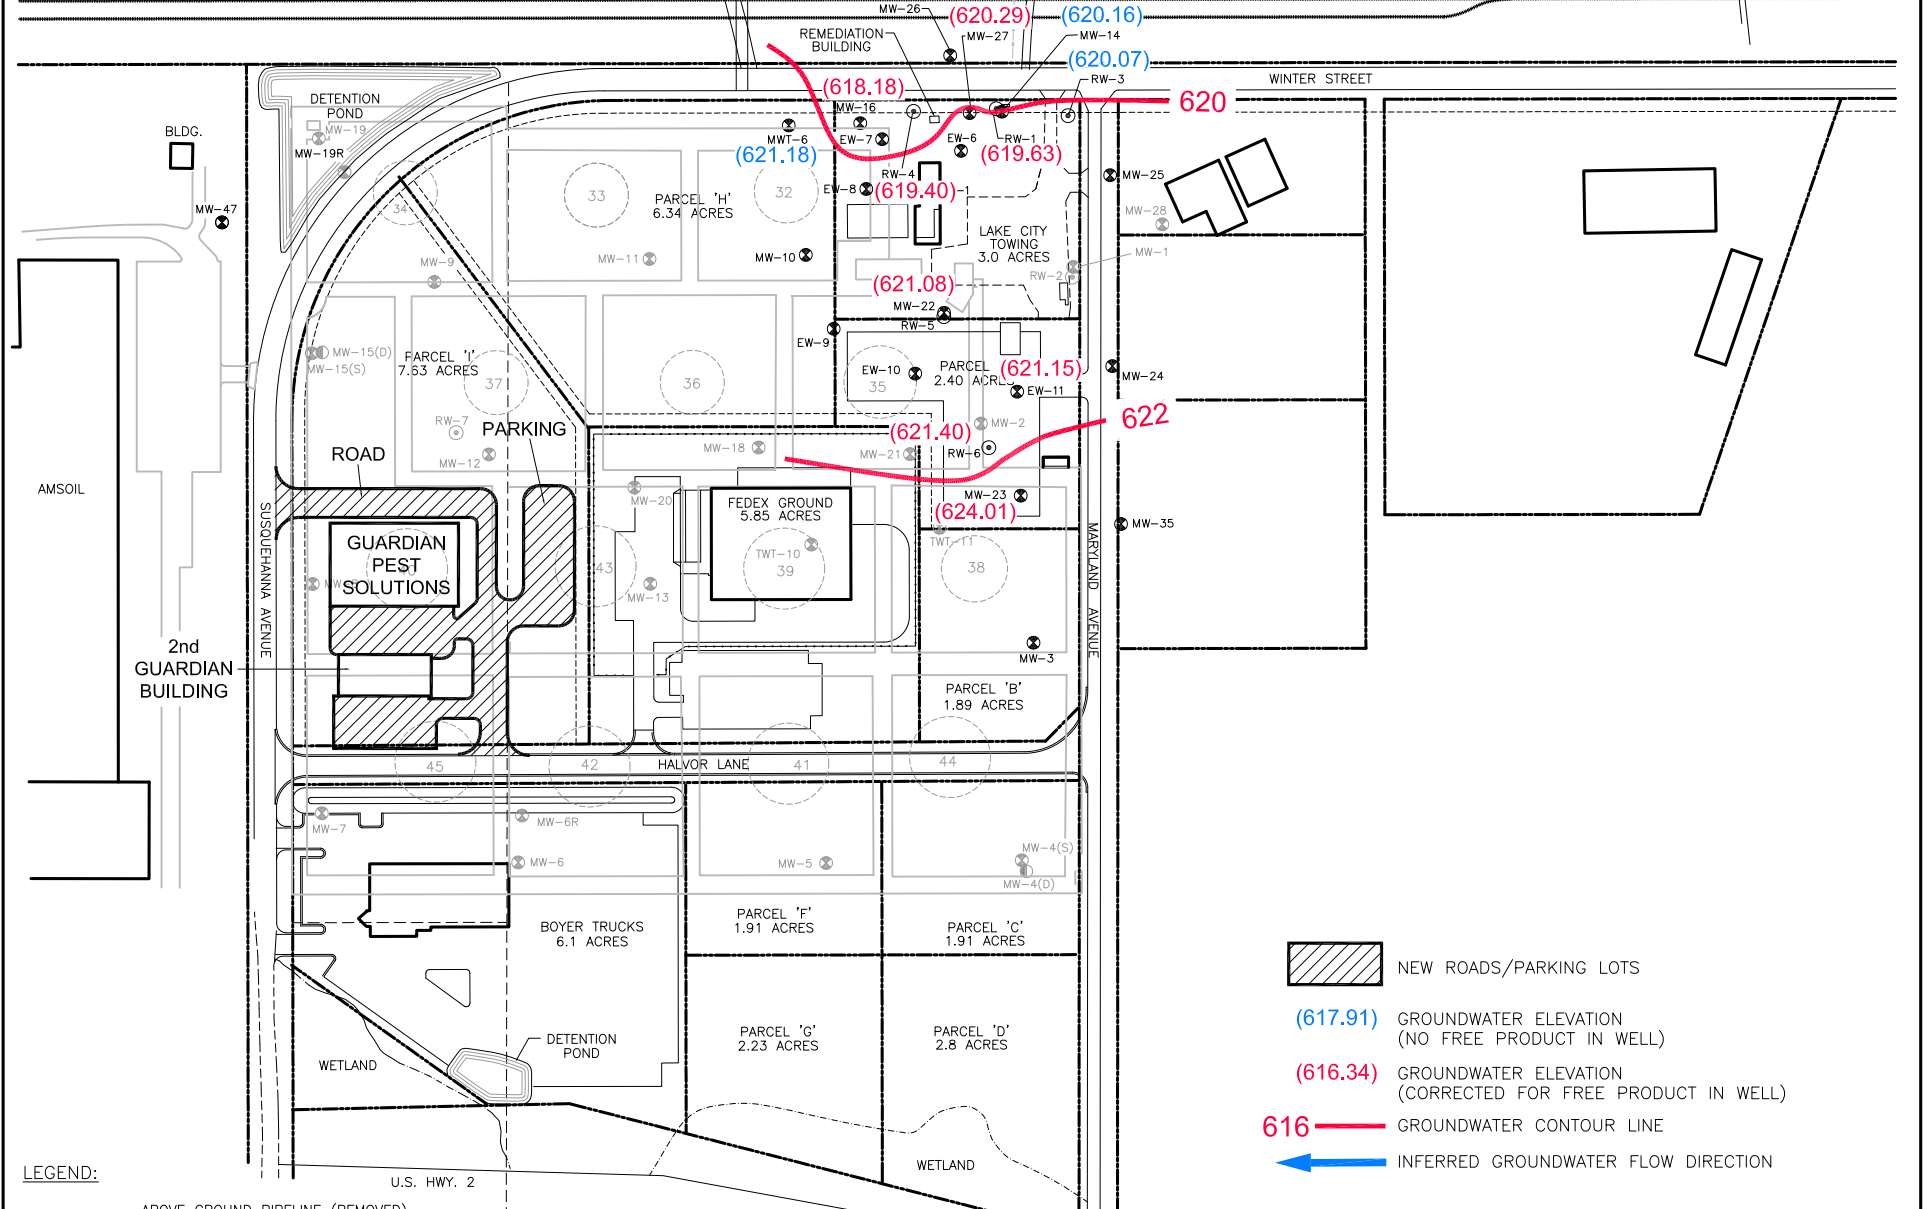 MW-26
(620.29)
(620.16)
REMEDIATION
BUILDING
MW-27
MW-14
(620.07)
WINTER STREET
RW-3
(618.18)
DETENTION
POND
620
MW-16
BLDG.
MW-19
MWT-6
EW-7
RW-1
EW-6
MW-19R
(621.18)
(619.63)
RW-4
MW-25
33
32
EW-8
(619.40)
-1
PARCEL 'H'
6.34 ACRES
34
MW-47
MW-28
LAKE CITY
TOWING
3.0 ACRES
MW-9
MW-11
MW-10
MW-1
RW-2
(621.08)
MW-22
RW-5
EW-9
MW-15(D)
MW-15(S)
PARCEL 'I'
7.63 ACRES
37
36
35
EW-10
PARCEL
2.40 ACRES
(621.15)
MW-24
EW-11
622
RW-7
PARKING
(621.40)
MW-2
MW-18
MW-21
RW-6
ROAD
MW-12
AMSOIL
MW-20
FEDEX GROUND
5.85 ACRES
MW-23
(624.01)
SUSQUEHANNA AVENUE
MARYLAND AVENUE
MW-35
GUARDIAN
PEST
SOLUTIONS
TWT-10
39
TWT-11
38
43
MW-13
2nd
GUARDIAN
BUILDING
MW-3
PARCEL 'B'
1.89 ACRES
45
42
HALVOR LANE
41
44
MW-7
MW-6R
MW-6
MW-5
MW-4(S)
MW-4(D)
BOYER TRUCKS
6.1 ACRES
PARCEL 'F'
1.91 ACRES
PARCEL 'C'
1.91 ACRES
NEW ROADS/PARKING LOTS
(617.91) GROUNDWATER ELEVATION
(NO FREE PRODUCT IN WELL)
DETENTION
POND
PARCEL 'G'
2.23 ACRES
PARCEL 'D'
2.8 ACRES
WETLAND
(616.34) GROUNDWATER ELEVATION
(CORRECTED FOR FREE PRODUCT IN WELL)
616 GROUNDWATER CONTOUR LINE
INFERRED GROUNDWATER FLOW DIRECTION
WETLAND
LEGEND:
U.S. HWY. 2
ABOVE GROUND PIPELINE (REMOVED)